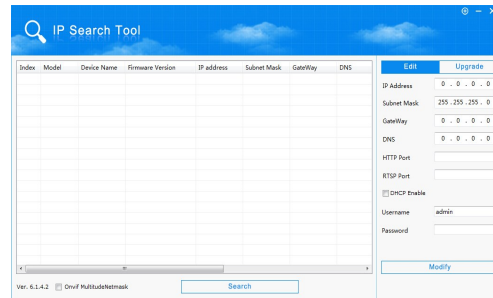 IP Search Tool
Index Model Device Name Firmware Version IP address Subnet Mask GateWay DNS
Edit Upgrade
IP Address 0 . 0 . 0 . 0
Subnet Mask 255 . 255 . 255 . 0
GateWay 0 . 0 . 0 . 0
DNS 0 . 0 . 0 . 0
HTTP Port
RTSP Port
DHCP Enable
Username admin
Password
Modify
Ver. 6.1.4.2 Onvif MultitudeNetmask Search